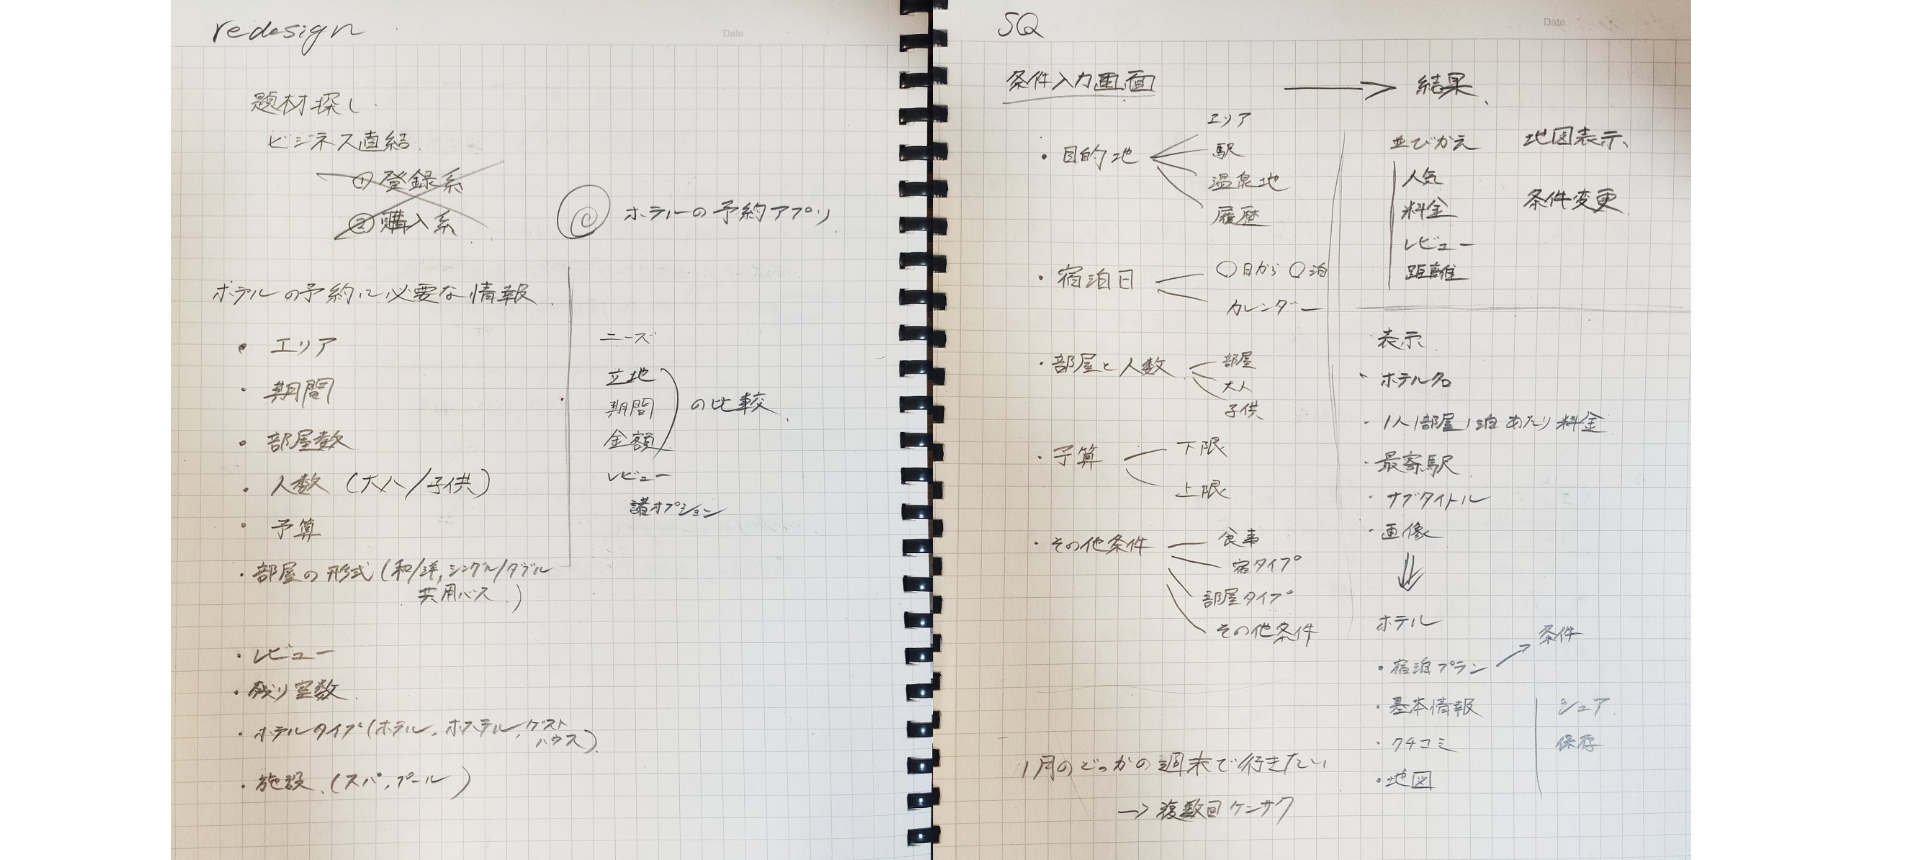 redesign
Date
題材探し
ビジネス直結
① 登録系
② 購入系
ホテルの予約アプリ
ホテルの予約に必要な情報
・ エリア
・ 期間
・ 部屋数
・ 人数 (大人/子供)
・ 予算
・ 部屋の形式 (和/洋, シングル/ダブル
共用バス )
・ レビュー
・ 残り室数
・ ホテルのタイプ (ホテル, ホステル, ゲスト
ハウス)
・ 施設 (スパ, プール )
ニーズ
立地
期間
金額
の比較
レビュー
諸オプション
SQ
Date
条件入力画面
結果
・ 目的地
エリア
駅
温泉地
履歴
・ 宿泊日
○日から ○泊
カレンダー
・ 部屋と人数
部屋
大人
子供
・ 予算
下限
上限
・ その他条件
食事
宿タイプ
部屋タイプ
その他条件
1月のどっかの週末で行きたい
→ 複数回ケンサク
並びかえ
人気
料金
レビュー
距離
地図表示
条件変更
表示
・ ホテル名
・ 1人1部屋1泊あたり料金
・ 最寄駅
・ サブタイトル
・ 画像
ホテル
・ 宿泊プラン
条件
・ 基本情報
・ クチコミ
・ 地図
シェア
保存